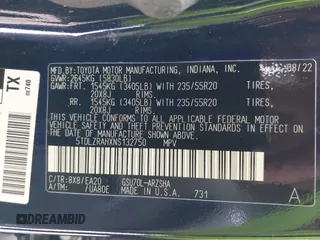 MFD. BY:TOYOTA MOTOR MANUFACTURING, INDIANA, INC.
GVWR:2645KG (5830LB) 08/22
GAWR:FRT. 1545KG (3405LB) WITH 235/55R20 TIRES,
20X8J RIMS
RR. 1545KG (3405LB) WITH 235/55R20 TIRES,
20X8J RIMS
THIS VEHICLE CONFORMS TO ALL APPLICABLE FEDERAL MOTOR
VEHICLE SAFETY AND THEFT PREVENTION STANDARDS
IN EFFECT ON THE DATE OF MANUFACTURE SHOWN ABOVE.
5TDLZRAHXNS132750 MPV
C/TR:8X8/EA20 GSU70L-ARZSHA
A/TM: /UA80E MADE IN U.S.A. 731 A
TX
DREAMBID